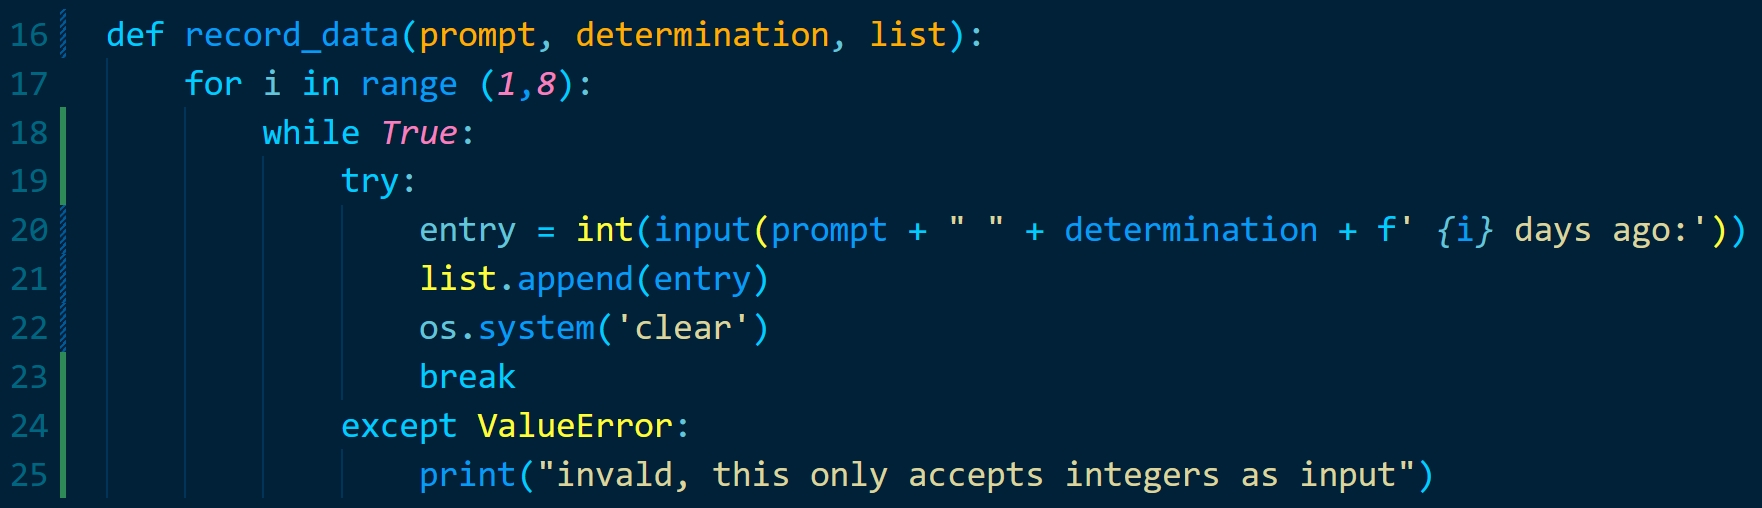 16 def record_data(prompt, determination, list):
17     for i in range (1,8):
18         while True:
19             try:
20                 entry = int(input(prompt + " " + determination + f' {i} days ago:'))
21                 list.append(entry)
22                 os.system('clear')
23                 break
24             except ValueError:
25                 print("invald, this only accepts integers as input")